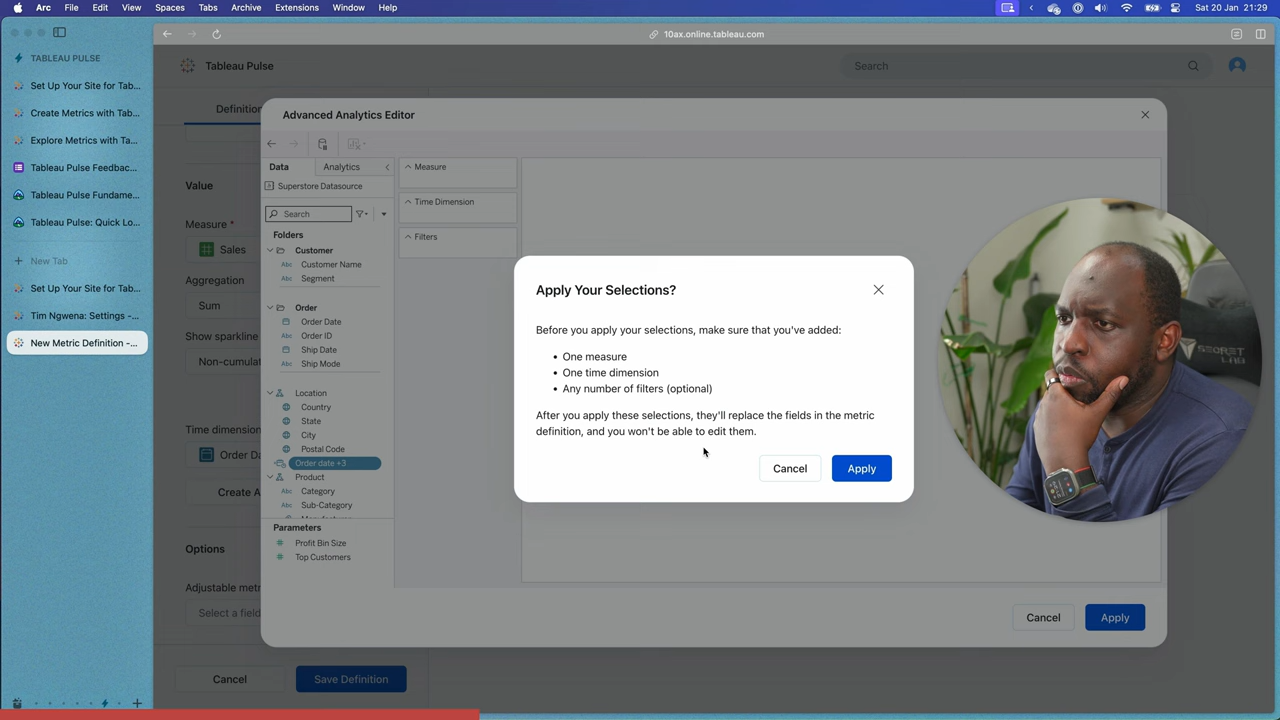 Arc File Edit View Spaces Tabs Archive Extensions Window Help
Sat 20 Jan 21:29
TABLEAU PULSE
Set Up Your Site for Tab...
Create Metrics with Tab...
Explore Metrics with Ta...
Tableau Pulse Feedbac...
Tableau Pulse Fundame...
Tableau Pulse: Quick Lo...
New Tab
Set Up Your Site for Tab...
Tim Ngwena: Settings -...
New Metric Definition -...
10ax.online.tableau.com
Tableau Pulse
Search
Definition
Value
Measure *
Sales
Aggregation
Sum
Show sparkline
Non-cumulat
Time dimension
Order Da
Create A
Options
Adjustable metr
Select a field
Cancel
Save Definition
Advanced Analytics Editor
Data
Analytics
Superstore Datasource
Search
Folders
Customer
Abc Customer Name
Abc Segment
Order
Order Date
Abc Order ID
Ship Date
Abc Ship Mode
Location
Country
State
City
Postal Code
Order date +3
Product
Abc Category
Abc Sub-Category
Parameters
Profit Bin Size
Top Customers
Measure
Time Dimension
Filters
Apply Your Selections?
Before you apply your selections, make sure that you've added:
• One measure
• One time dimension
• Any number of filters (optional)
After you apply these selections, they'll replace the fields in the metric
definition, and you won't be able to edit them.
Cancel
Apply
Cancel
Apply
SECRET
LAB